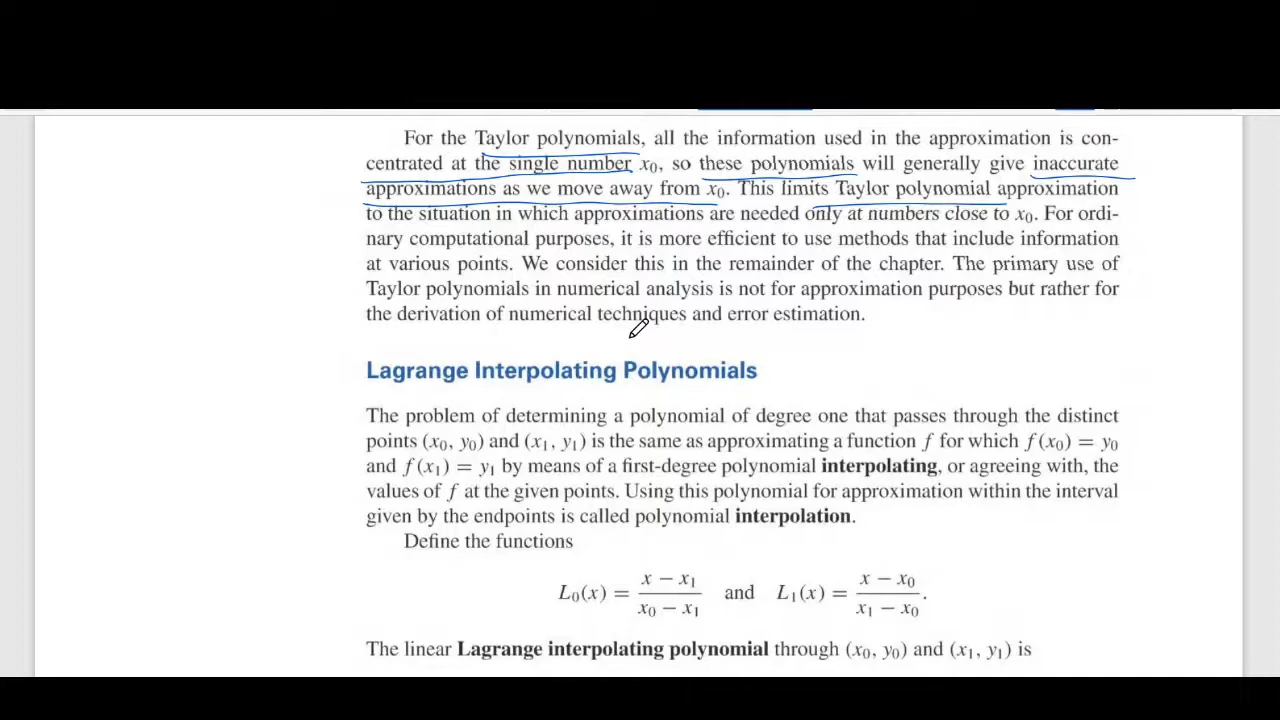 For the Taylor polynomials, all the information used in the approximation is con-
centrated at the single number x₀, so these polynomials will generally give inaccurate
approximations as we move away from x₀. This limits Taylor polynomial approximation
to the situation in which approximations are needed only at numbers close to x₀. For ordi-
nary computational purposes, it is more efficient to use methods that include information
at various points. We consider this in the remainder of the chapter. The primary use of
Taylor polynomials in numerical analysis is not for approximation purposes but rather for
the derivation of numerical techniques and error estimation.
Lagrange Interpolating Polynomials
The problem of determining a polynomial of degree one that passes through the distinct
points (x₀, y₀) and (x₁, y₁) is the same as approximating a function f for which f(x₀) = y₀
and f(x₁) = y₁ by means of a first-degree polynomial interpolating, or agreeing with, the
values of f at the given points. Using this polynomial for approximation within the interval
given by the endpoints is called polynomial interpolation.
Define the functions
L₀(x) = (x − x₁)/(x₀ − x₁) and L₁(x) = (x − x₀)/(x₁ − x₀).
The linear Lagrange interpolating polynomial through (x₀, y₀) and (x₁, y₁) is